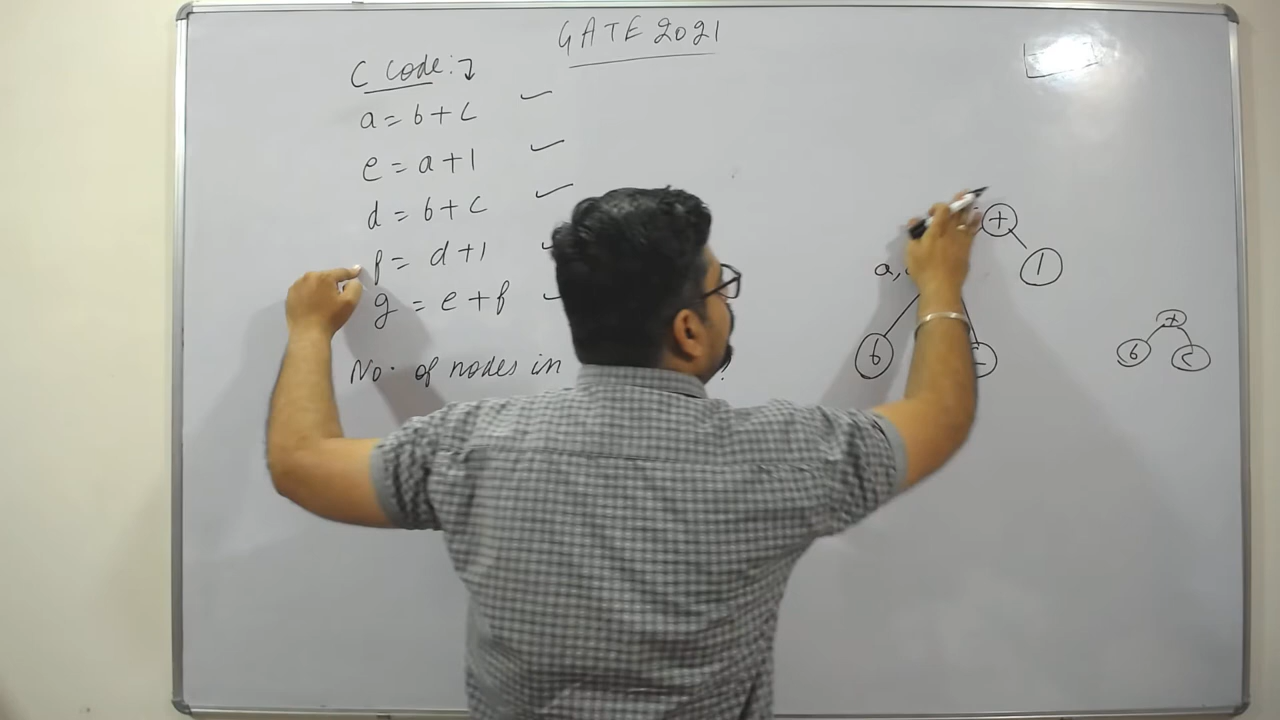 GATE 2021
C Code:
a = b + c
e = a + 1
d = b + c
f = d + 1
g = e + f
No. of nodes in
?
+
1
a,
b
c
+
b
c